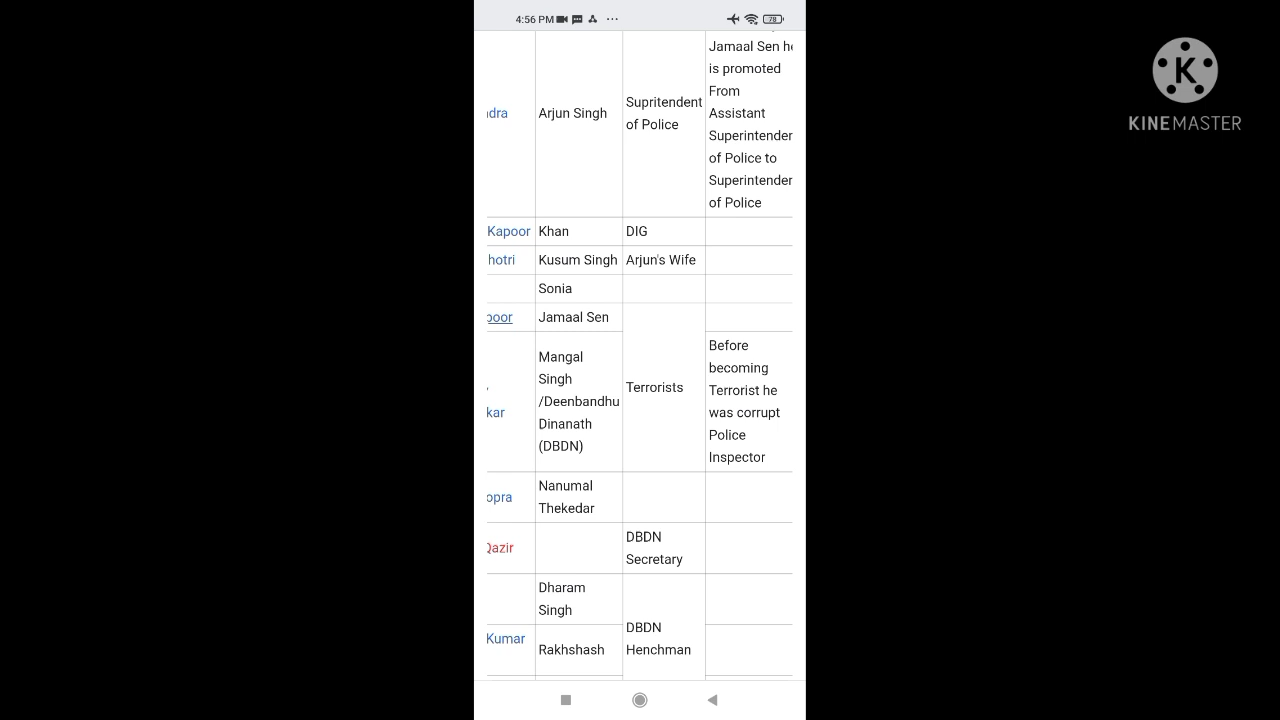 4:56 PM
78
Jamaal Sen he
is promoted
From
Assistant
Superintender
of Police to
Superintender
of Police
ndra
Arjun Singh
Supritendent
of Police
Kapoor
Khan
DIG
hotri
Kusum Singh
Arjun's Wife
Sonia
poor
Jamaal Sen
kar
Mangal
Singh
/Deenbandhu
Dinanath
(DBDN)
Terrorists
Before
becoming
Terrorist he
was corrupt
Police
Inspector
opra
Nanumal
Thekedar
Qazir
DBDN
Secretary
Dharam
Singh
Kumar
Rakhshash
DBDN
Henchman
K
KINEMASTER